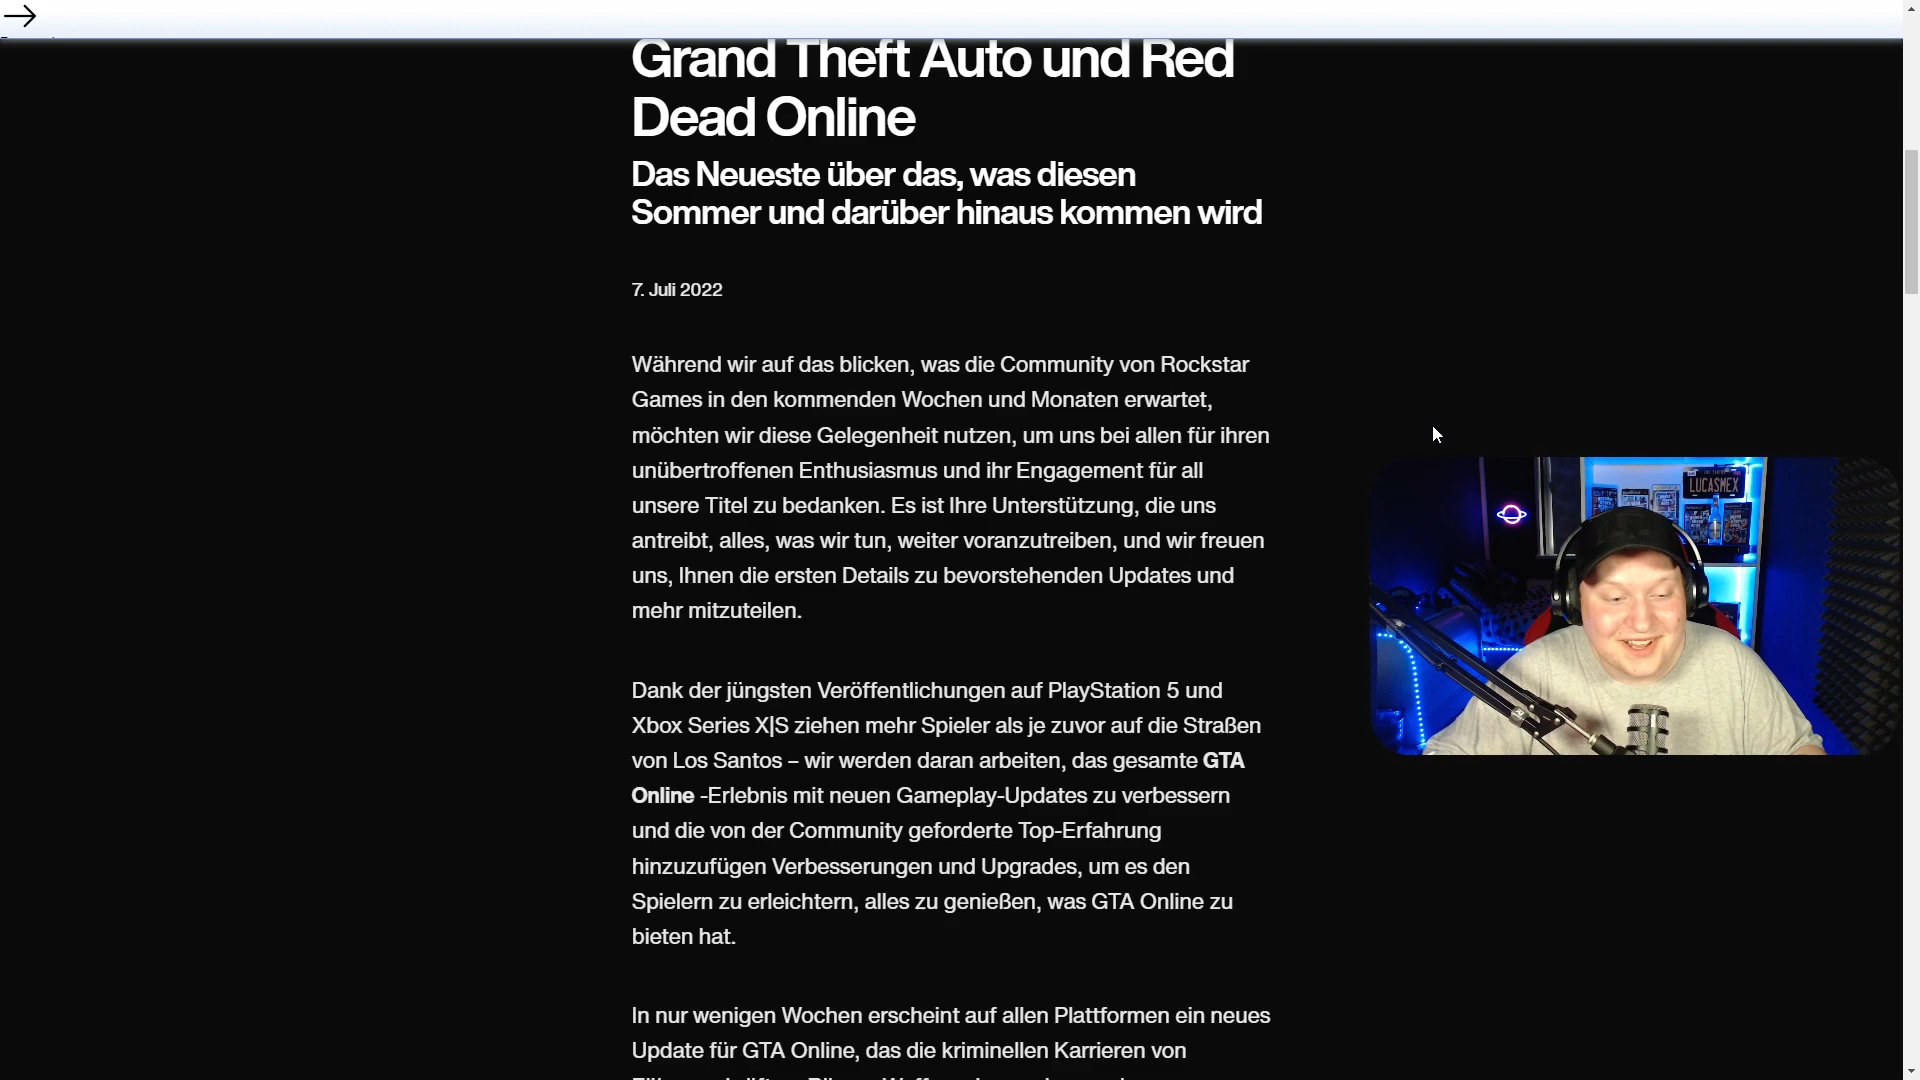 Grand Theft Auto und Red
Dead Online
Das Neueste über das, was diesen
Sommer und darüber hinaus kommen wird
7. Juli 2022
Während wir auf das blicken, was die Community von Rockstar
Games in den kommenden Wochen und Monaten erwartet,
möchten wir diese Gelegenheit nutzen, um uns bei allen für ihren
unübertroffenen Enthusiasmus und ihr Engagement für all
unsere Titel zu bedanken. Es ist Ihre Unterstützung, die uns
antreibt, alles, was wir tun, weiter voranzutreiben, und wir freuen
uns, Ihnen die ersten Details zu bevorstehenden Updates und
mehr mitzuteilen.
LUCASMEX
Dank der jüngsten Veröffentlichungen auf PlayStation 5 und
Xbox Series X|S ziehen mehr Spieler als je zuvor auf die Straßen
von Los Santos – wir werden daran arbeiten, das gesamte GTA
Online -Erlebnis mit neuen Gameplay-Updates zu verbessern
und die von der Community geforderte Top-Erfahrung
hinzuzufügen Verbesserungen und Upgrades, um es den
Spielern zu erleichtern, alles zu genießen, was GTA Online zu
bieten hat.
In nur wenigen Wochen erscheint auf allen Plattformen ein neues
Update für GTA Online, das die kriminellen Karrieren von